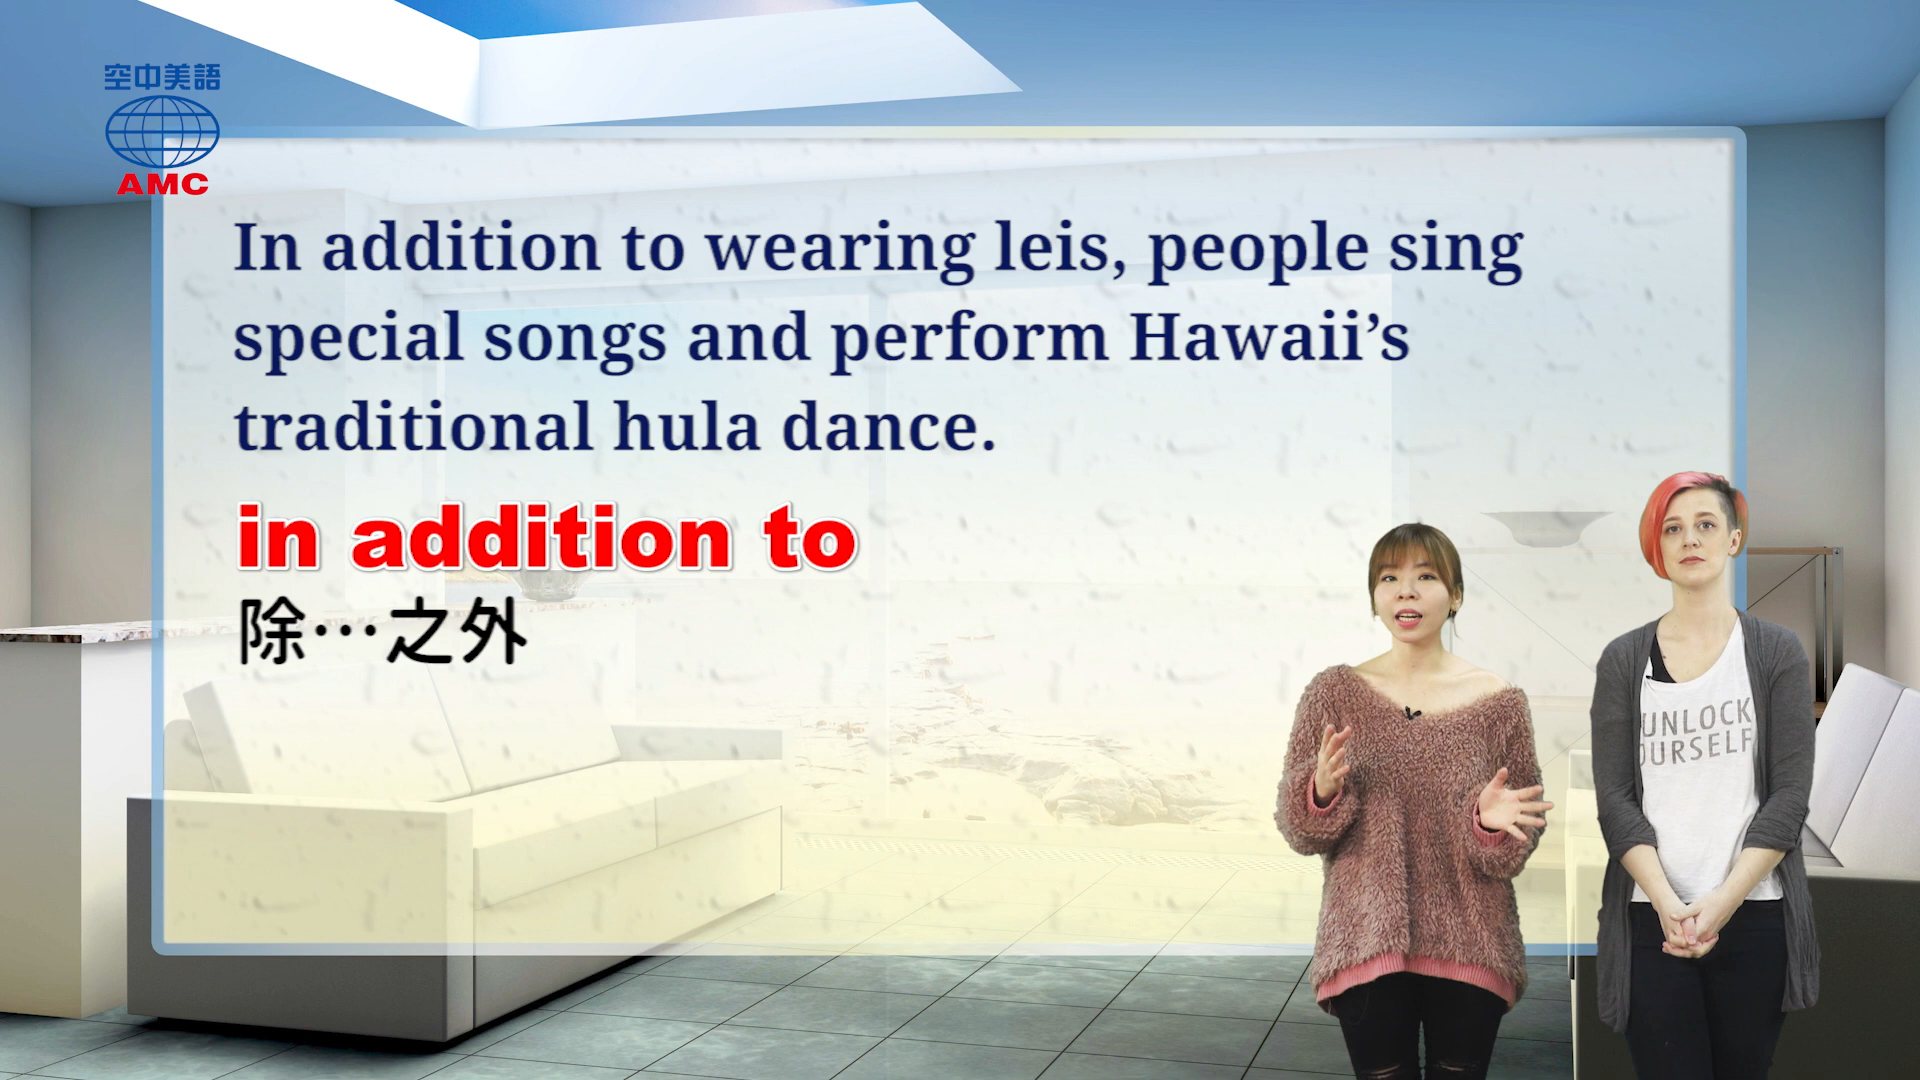 空中美語
AMC
In addition to wearing leis, people sing
special songs and perform Hawaii's
traditional hula dance.
in addition to
除…之外
UNLOCK
OURSELF